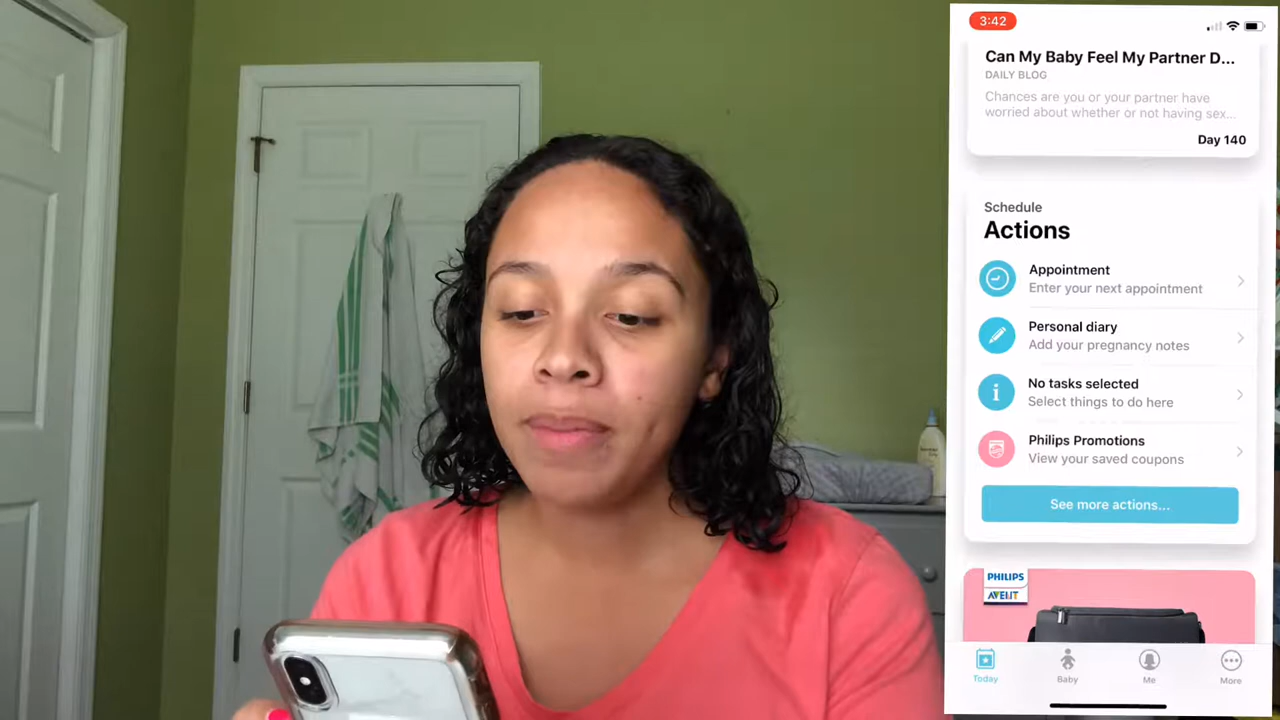 3:42
Can My Baby Feel My Partner D...
DAILY BLOG
Chances are you or your partner have
worried about whether or not having sex...
Day 140
Schedule
Actions
Appointment
Enter your next appointment
Personal diary
Add your pregnancy notes
No tasks selected
Select things to do here
Philips Promotions
View your saved coupons
See more actions...
PHILIPS
AVENT
Today
Baby
Me
More